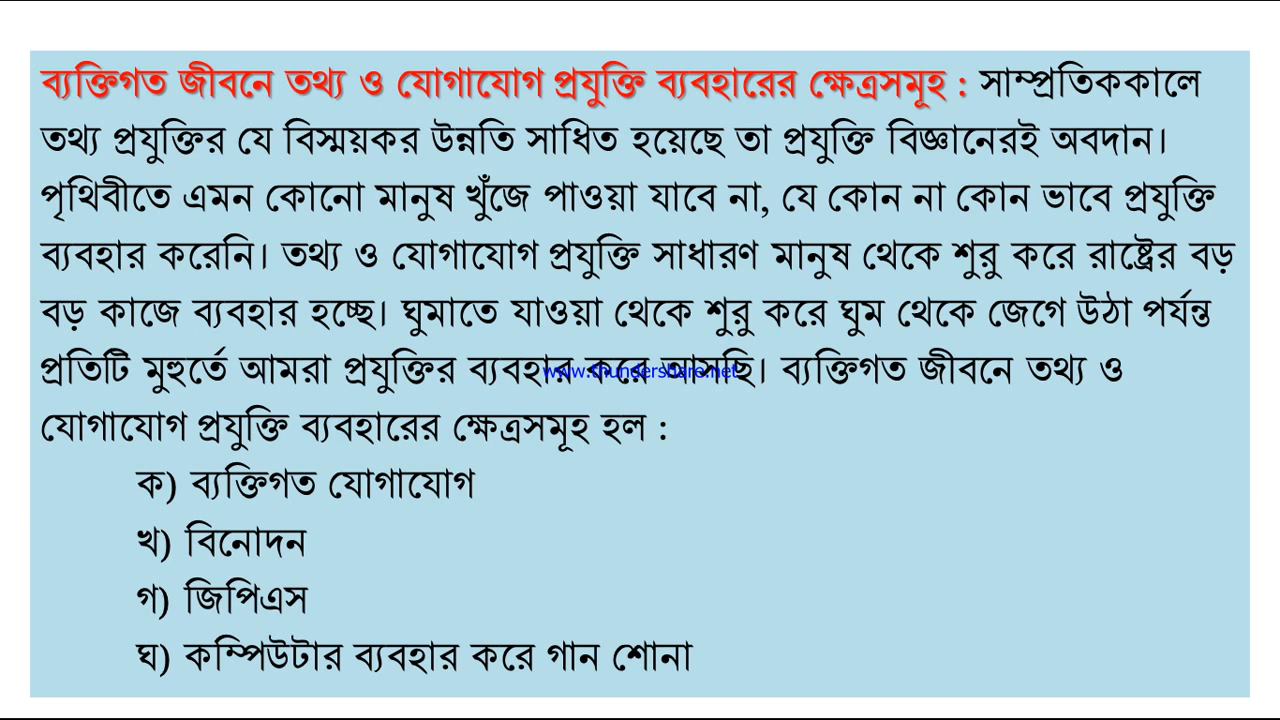 ব্যক্তিগত জীবনে তথ্য ও যোগাযোগ প্রযুক্তি ব্যবহারের ক্ষেত্রসমূহ : সাম্প্রতিককালে
তথ্য প্রযুক্তির যে বিস্ময়কর উন্নতি সাধিত হয়েছে তা প্রযুক্তি বিজ্ঞানেরই অবদান।
পৃথিবীতে এমন কোনো মানুষ খুঁজে পাওয়া যাবে না, যে কোন না কোন ভাবে প্রযুক্তি
ব্যবহার করেনি। তথ্য ও যোগাযোগ প্রযুক্তি সাধারণ মানুষ থেকে শুরু করে রাষ্ট্রের বড়
বড় কাজে ব্যবহার হচ্ছে। ঘুমাতে যাওয়া থেকে শুরু করে ঘুম থেকে জেগে উঠা পর্যন্ত
প্রতিটি মুহুর্তে আমরা প্রযুক্তির ব্যবহার করে আসছি। ব্যক্তিগত জীবনে তথ্য ও
www.thundershare.net
যোগাযোগ প্রযুক্তি ব্যবহারের ক্ষেত্রসমূহ হল :
ক) ব্যক্তিগত যোগাযোগ
খ) বিনোদন
গ) জিপিএস
ঘ) কম্পিউটার ব্যবহার করে গান শোনা